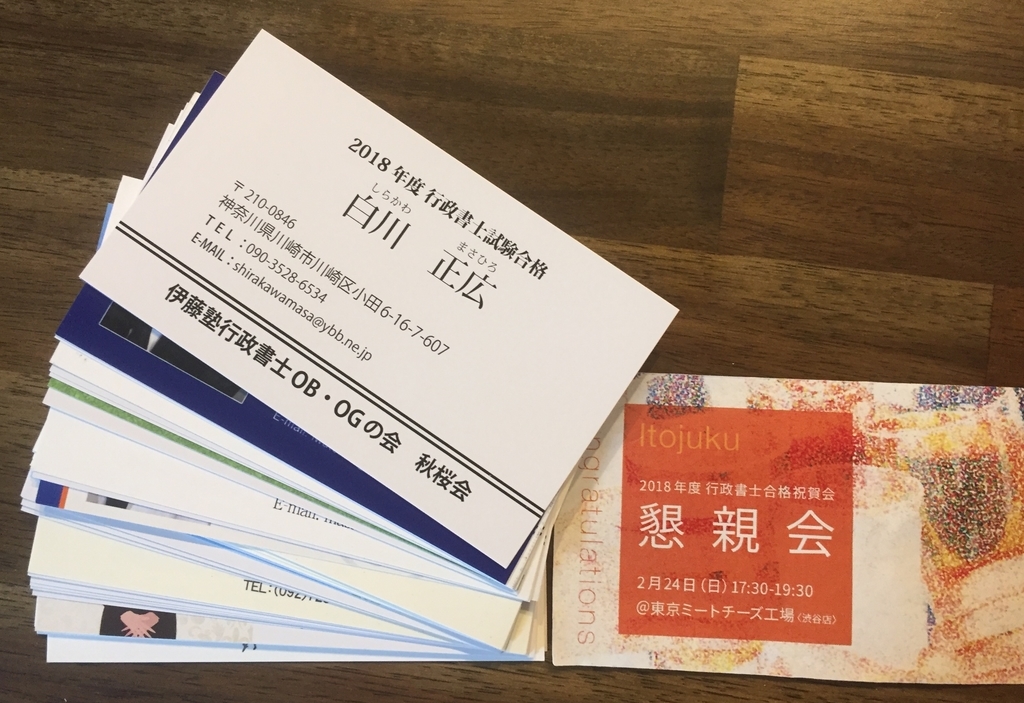 2018年度 行政書士試験合格
しらかわ まさひろ
白川 正広
〒210-0846
神奈川県川崎市川崎区小田6-16-7-607
TEL：090-3528-6534
E-MAIL：shirakawamasa@ybb.ne.jp
伊藤塾行政書士OB・OGの会 秋桜会
E-mail:
TEL:(092)
Itojuku
2018年度 行政書士合格祝賀会
懇親会
2月24日（日）17:30-19:30
@東京ミートチーズ工場〈渋谷店〉
ngratulations